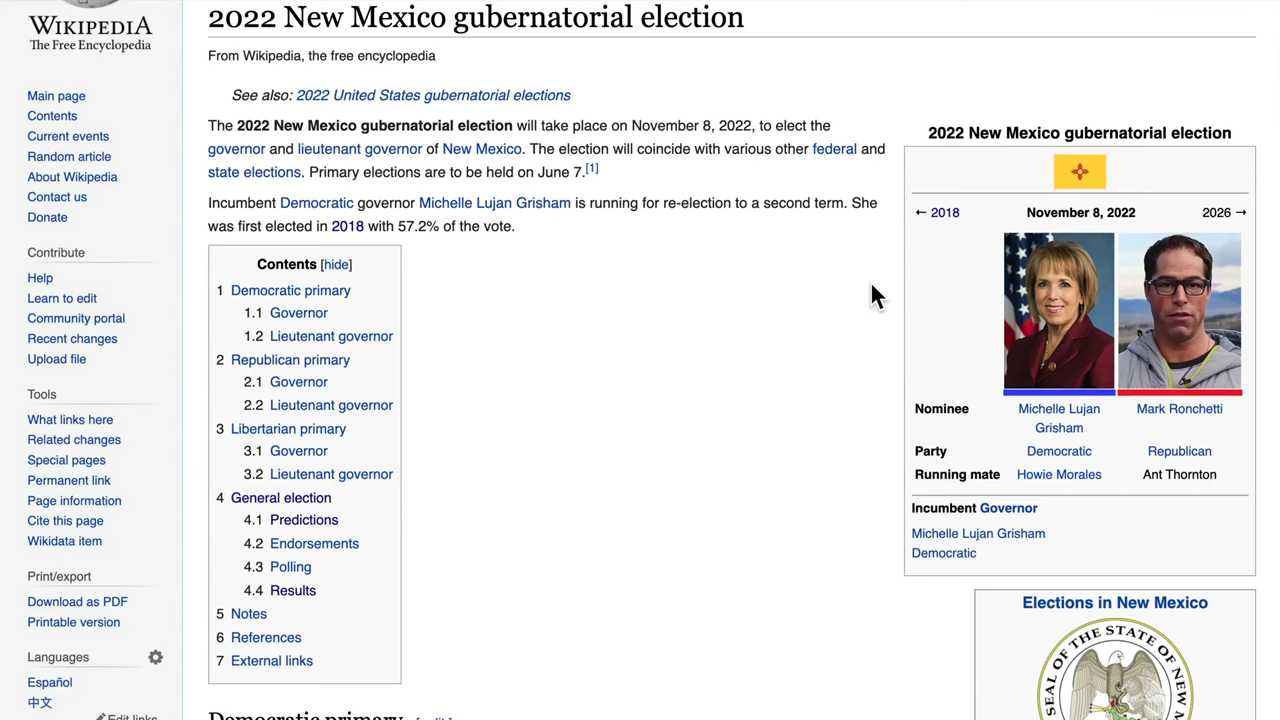 WIKIPEDIA
The Free Encyclopedia
Main page
Contents
Current events
Random article
About Wikipedia
Contact us
Donate
Contribute
Help
Learn to edit
Community portal
Recent changes
Upload file
Tools
What links here
Related changes
Special pages
Permanent link
Page information
Cite this page
Wikidata item
Print/export
Download as PDF
Printable version
Languages
Español
中文
Edit links
2022 New Mexico gubernatorial election
From Wikipedia, the free encyclopedia
See also: 2022 United States gubernatorial elections
The 2022 New Mexico gubernatorial election will take place on November 8, 2022, to elect the
governor and lieutenant governor of New Mexico. The election will coincide with various other federal and
state elections. Primary elections are to be held on June 7.[1]
Incumbent Democratic governor Michelle Lujan Grisham is running for re-election to a second term. She
was first elected in 2018 with 57.2% of the vote.
Contents [hide]
1 Democratic primary
1.1 Governor
1.2 Lieutenant governor
2 Republican primary
2.1 Governor
2.2 Lieutenant governor
3 Libertarian primary
3.1 Governor
3.2 Lieutenant governor
4 General election
4.1 Predictions
4.2 Endorsements
4.3 Polling
4.4 Results
5 Notes
6 References
7 External links
Democratic primary [edit]
2022 New Mexico gubernatorial election
← 2018 November 8, 2022 2026 →
Nominee Michelle Lujan Grisham Mark Ronchetti
Party Democratic Republican
Running mate Howie Morales Ant Thornton
Incumbent Governor
Michelle Lujan Grisham
Democratic
Elections in New Mexico
SEAL OF THE STATE OF NEW M